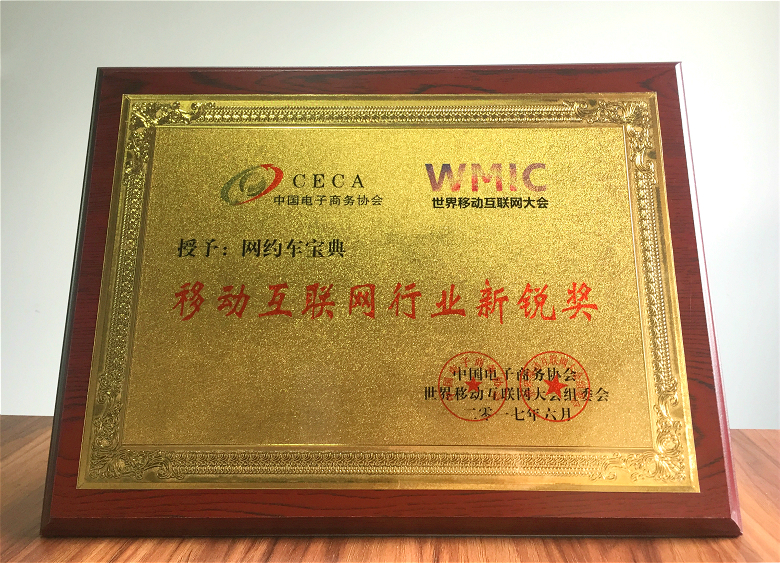 CECA
中国电子商务协会
WMIC
世界移动互联网大会
授予：网约车宝典
移动互联网行业新锐奖
中国电子商务协会
世界移动互联网大会组委会
二零一七年六月